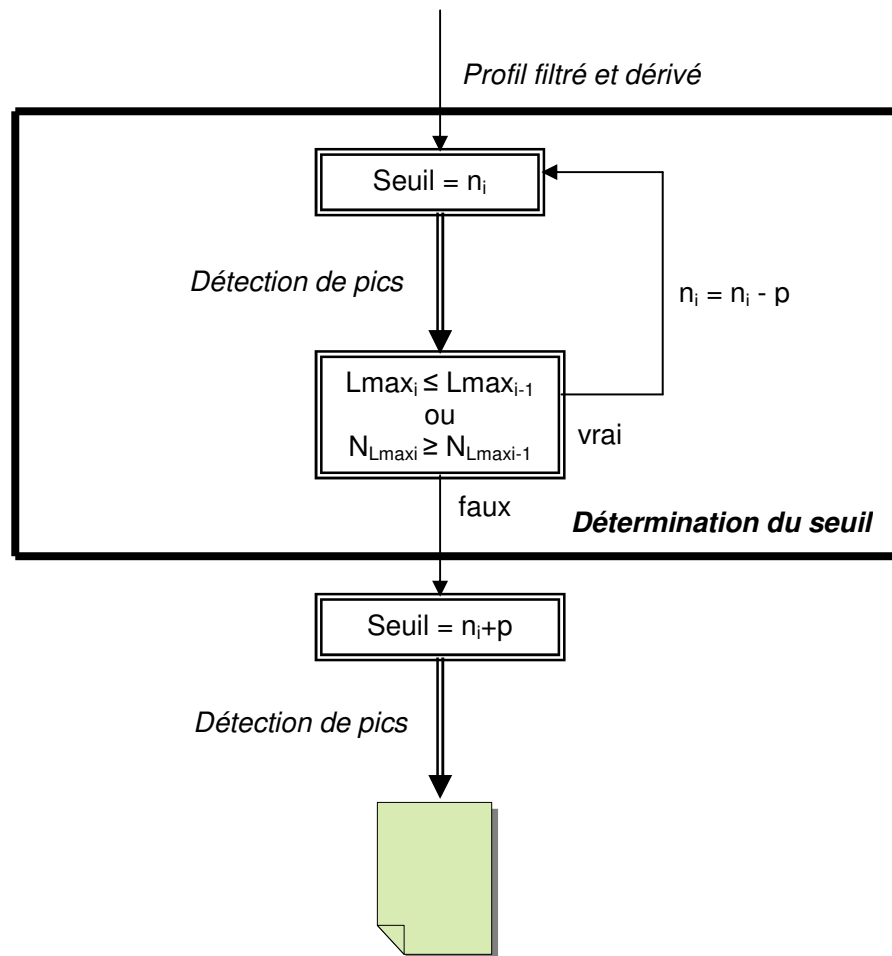 Profil filtré et dérivé
Seuil = nᵢ
Détection de pics
nᵢ = nᵢ - p
Lmaxᵢ ≤ Lmaxᵢ₋₁
ou
N_Lmaxi ≥ N_Lmaxi-1
vrai
faux
Détermination du seuil
Seuil = nᵢ+p
Détection de pics